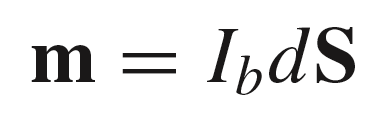 𝐦 = I_b d𝐒